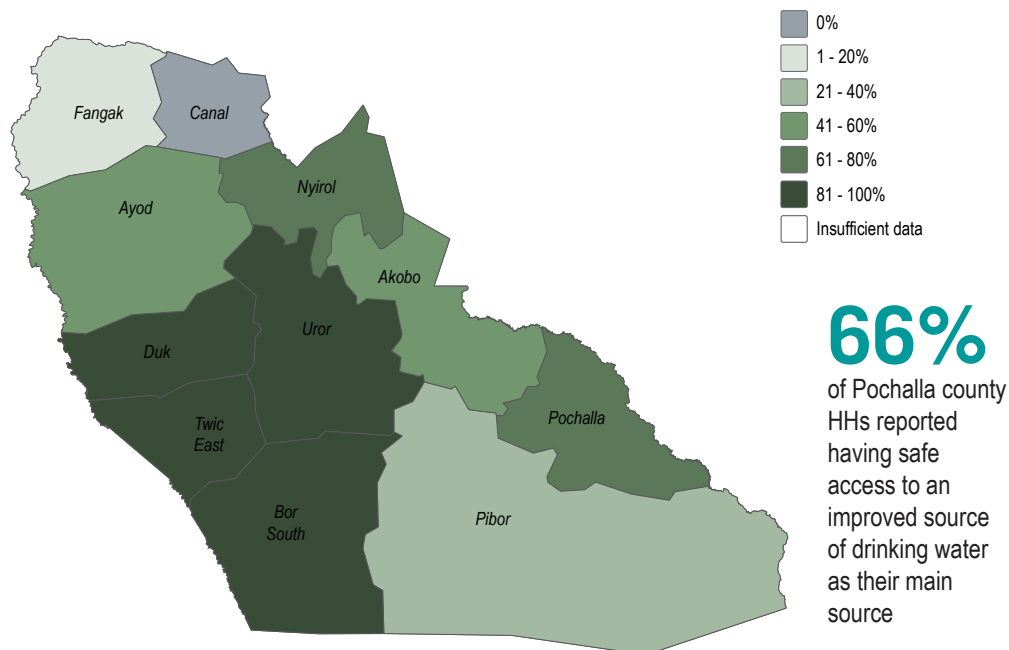 0%
1 - 20%
21 - 40%
41 - 60%
61 - 80%
81 - 100%
Insufficient data
Fangak
Canal
Nyirol
Ayod
Akobo
Uror
Duk
Twic
East
Pochalla
Bor
South
Pibor
66%
of Pochalla county
HHs reported
having safe
access to an
improved source
of drinking water
as their main
source